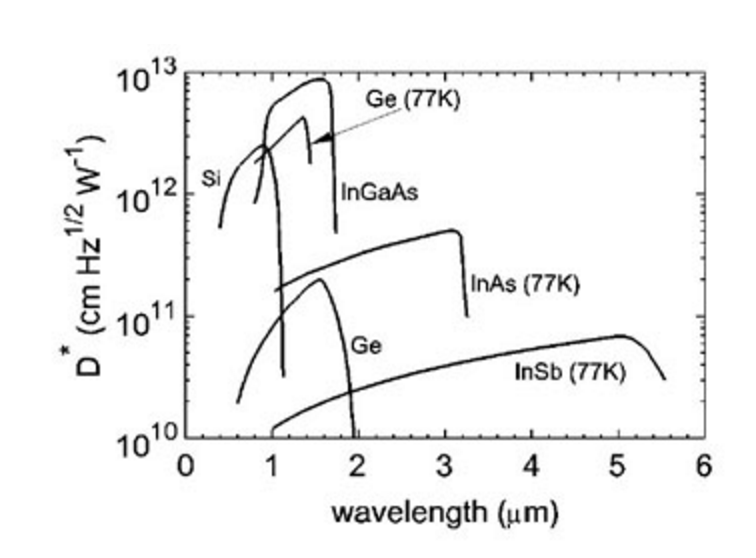 10^13
Ge (77K)
Si
10^12
InGaAs
D* (cm Hz^1/2 W^-1)
InAs (77K)
10^11
Ge
InSb (77K)
10^10
0 1 2 3 4 5 6
wavelength (μm)